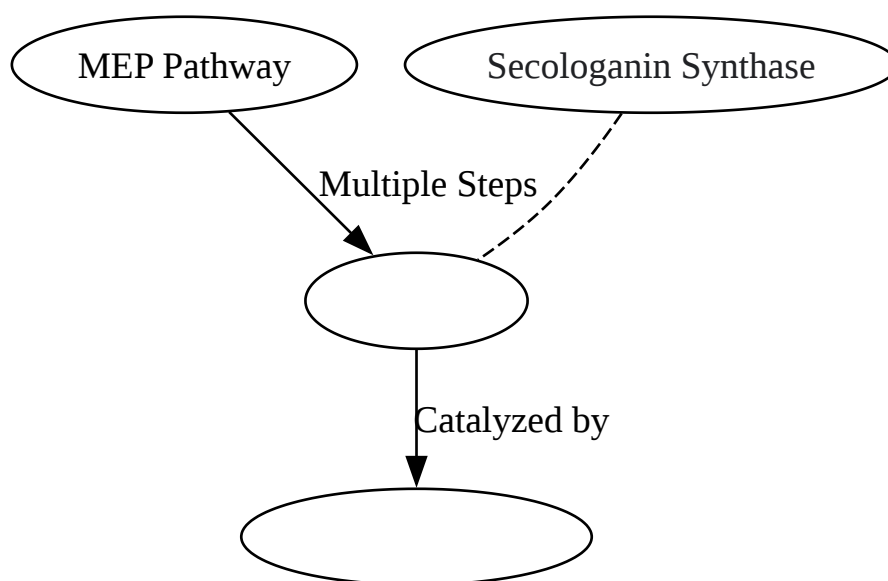 MEP Pathway
Secologanin Synthase
Multiple Steps
Catalyzed by